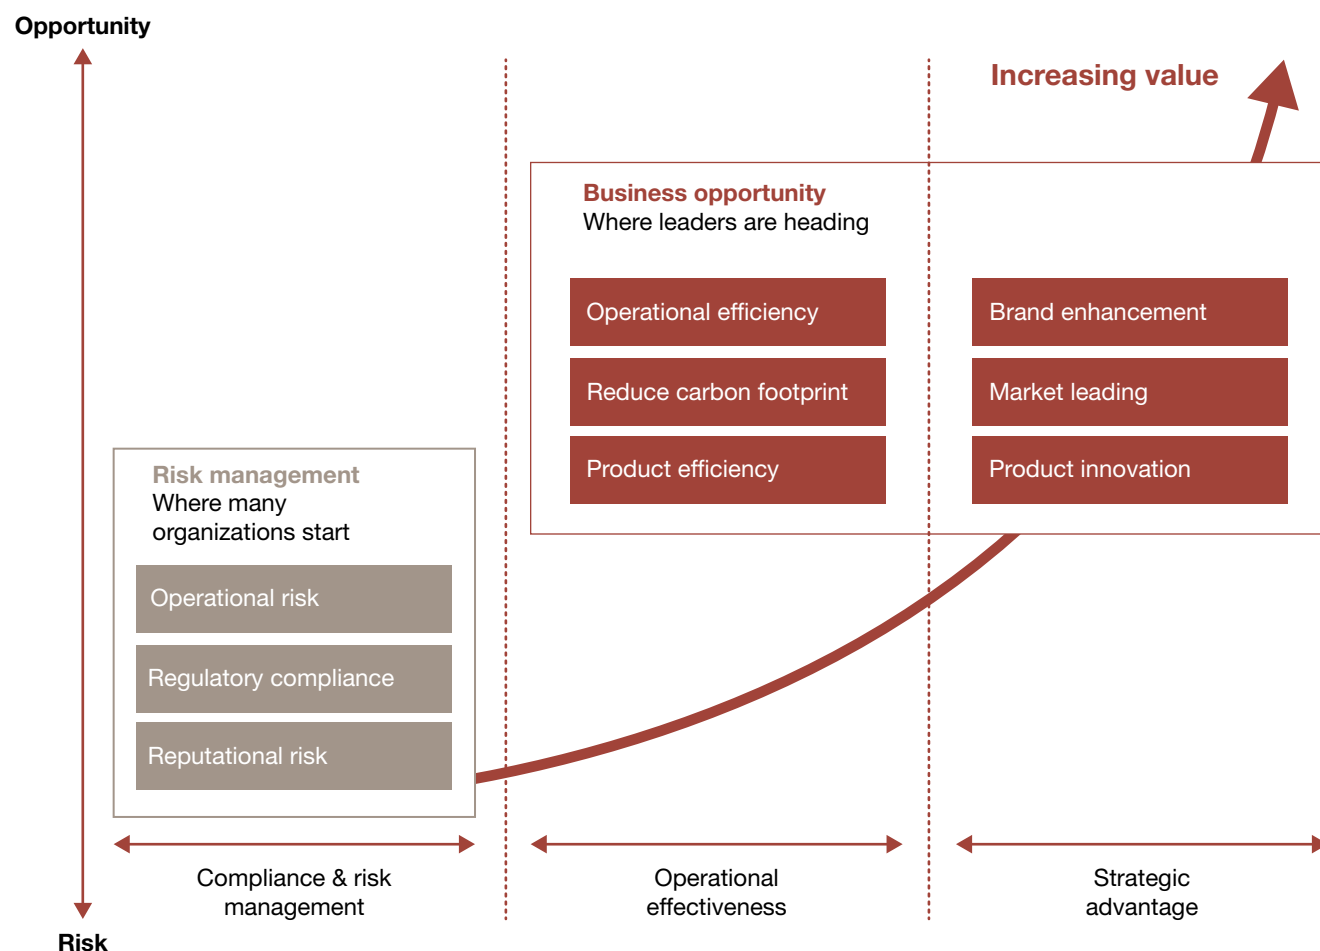 Opportunity
Increasing value
Business opportunity
Where leaders are heading
Operational efficiency
Reduce carbon footprint
Product efficiency
Brand enhancement
Market leading
Product innovation
Risk management
Where many
organizations start
Operational risk
Regulatory compliance
Reputational risk
Compliance & risk
management
Operational
effectiveness
Strategic
advantage
Risk